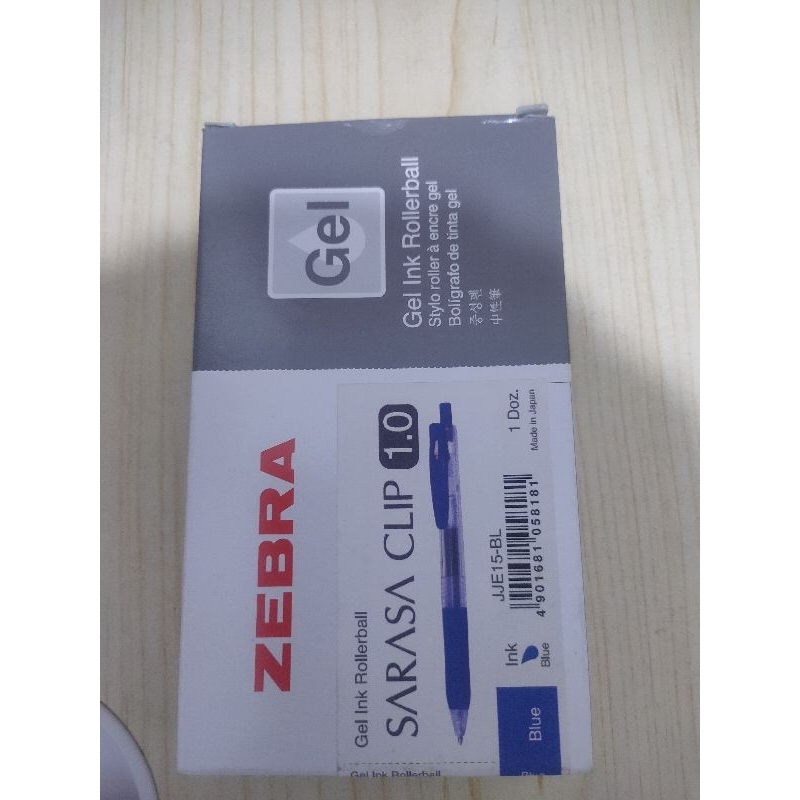 Gel
Gel Ink Rollerball
Stylo roller à encre gel
Bolígrafo de tinta gel
중성펜
中性筆
ZEBRA
Gel Ink Rollerball
SARASA CLIP 1.0
JJE15-BL
4 901681 058181
1 Doz.
Made in Japan
Ink
Blue
Blue
Gel Ink Rollerball